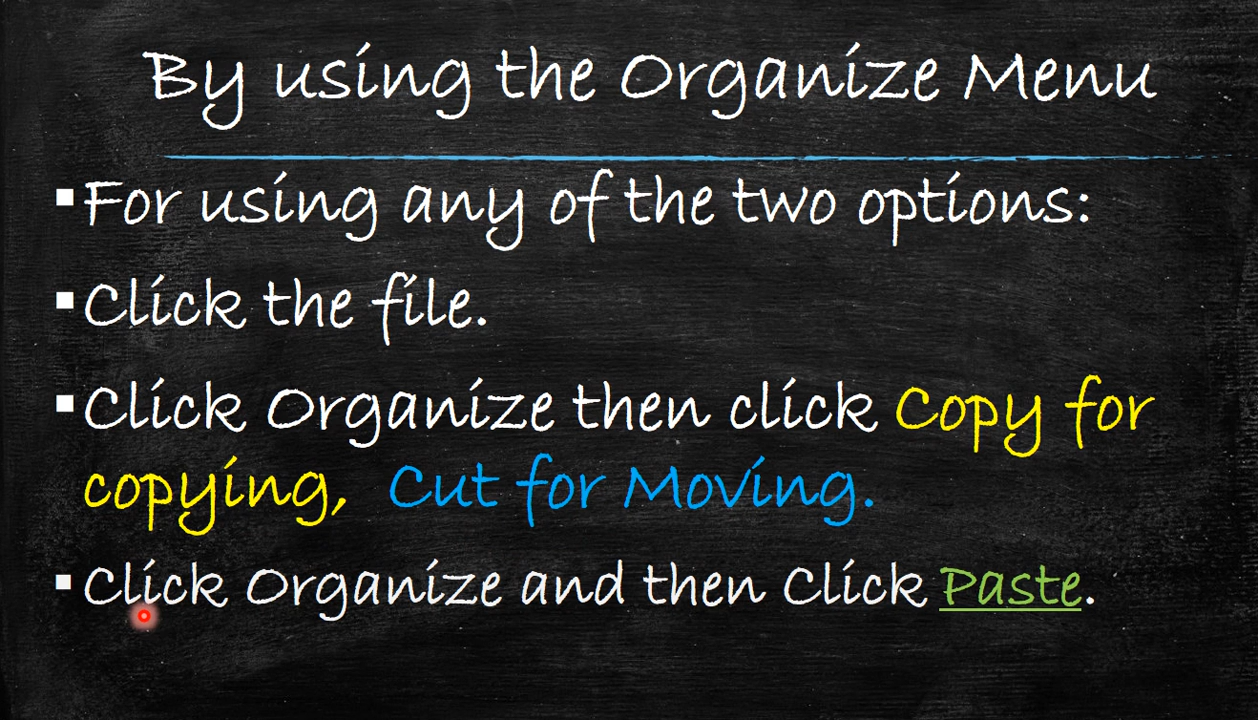 By using the Organize Menu
▪For using any of the two options:
▪Click the file.
▪Click Organize then click Copy for
copying, Cut for Moving.
▪Click Organize and then Click Paste.